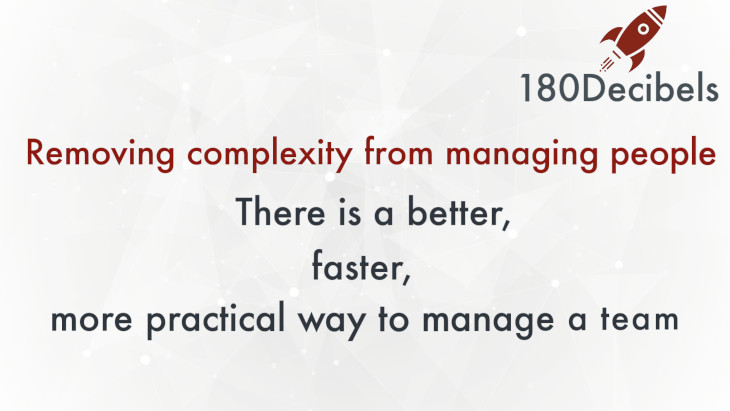 180Decibels
Removing complexity from managing people
There is a better,
faster,
more practical way to manage a team